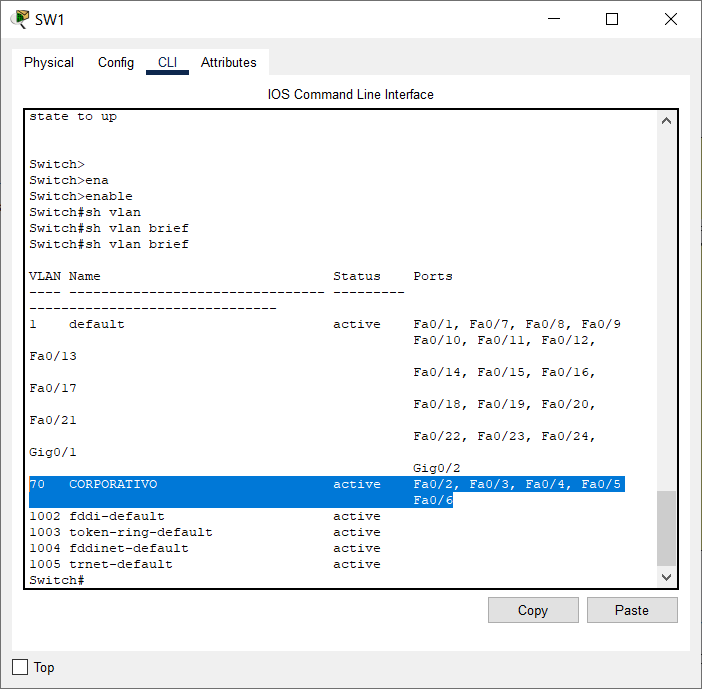 SW1
Physical Config CLI Attributes
IOS Command Line Interface
state to up
Switch>
Switch>ena
Switch>enable
Switch#sh vlan
Switch#sh vlan brief
Switch#sh vlan brief
VLAN Name                             Status    Ports
---- -------------------------------- ---------
-------------------------------
1    default                          active    Fa0/1, Fa0/7, Fa0/8, Fa0/9
                                                Fa0/10, Fa0/11, Fa0/12,
Fa0/13
                                                Fa0/14, Fa0/15, Fa0/16,
Fa0/17
                                                Fa0/18, Fa0/19, Fa0/20,
Fa0/21
                                                Fa0/22, Fa0/23, Fa0/24,
Gig0/1
                                                Gig0/2
70   CORPORATIVO                      active    Fa0/2, Fa0/3, Fa0/4, Fa0/5
                                                Fa0/6
1002 fddi-default                     active
1003 token-ring-default               active
1004 fddinet-default                  active
1005 trnet-default                    active
Switch#
Copy Paste
Top